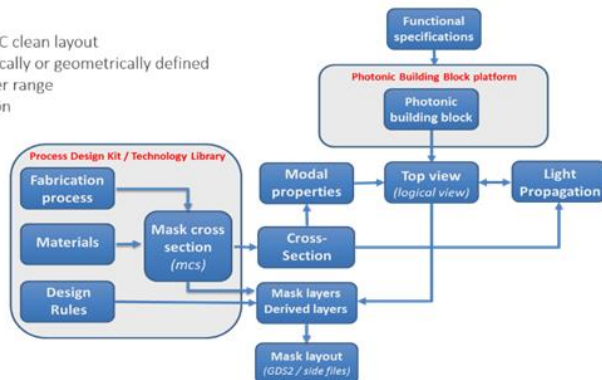 C clean layout
cally or geometrically defined
er range
n
Functional
specifications
Photonic Building Block platform
Photonic
building block
Process Design Kit / Technology Library
Fabrication
process
Materials
Design
Rules
Mask cross
section
(mcs)
Modal
properties
Cross-
Section
Top view
(logical view)
Light
Propagation
Mask layers
Derived layers
Mask layout
(GDS2 / side files)